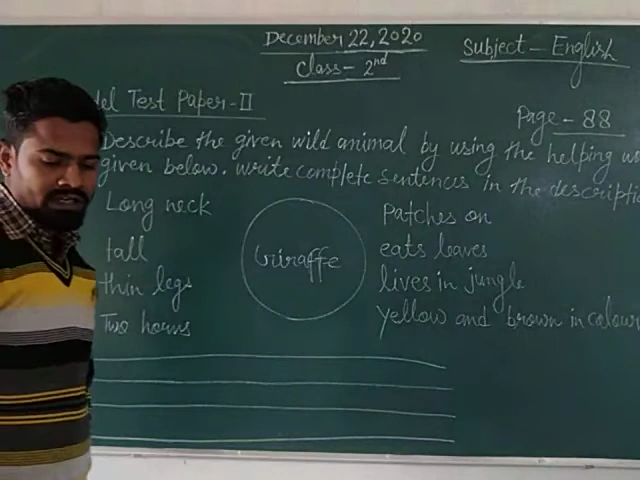 December 22, 2020
Subject - English
Class - 2nd
Test Paper - II
Page - 88
Describe the given wild animal by using the helping
given below. write complete sentences in the
Long neck
Patches on
tall
Giraffe
eats leaves
thin legs
lives in jungle
Two horns
yellow and brown in colour